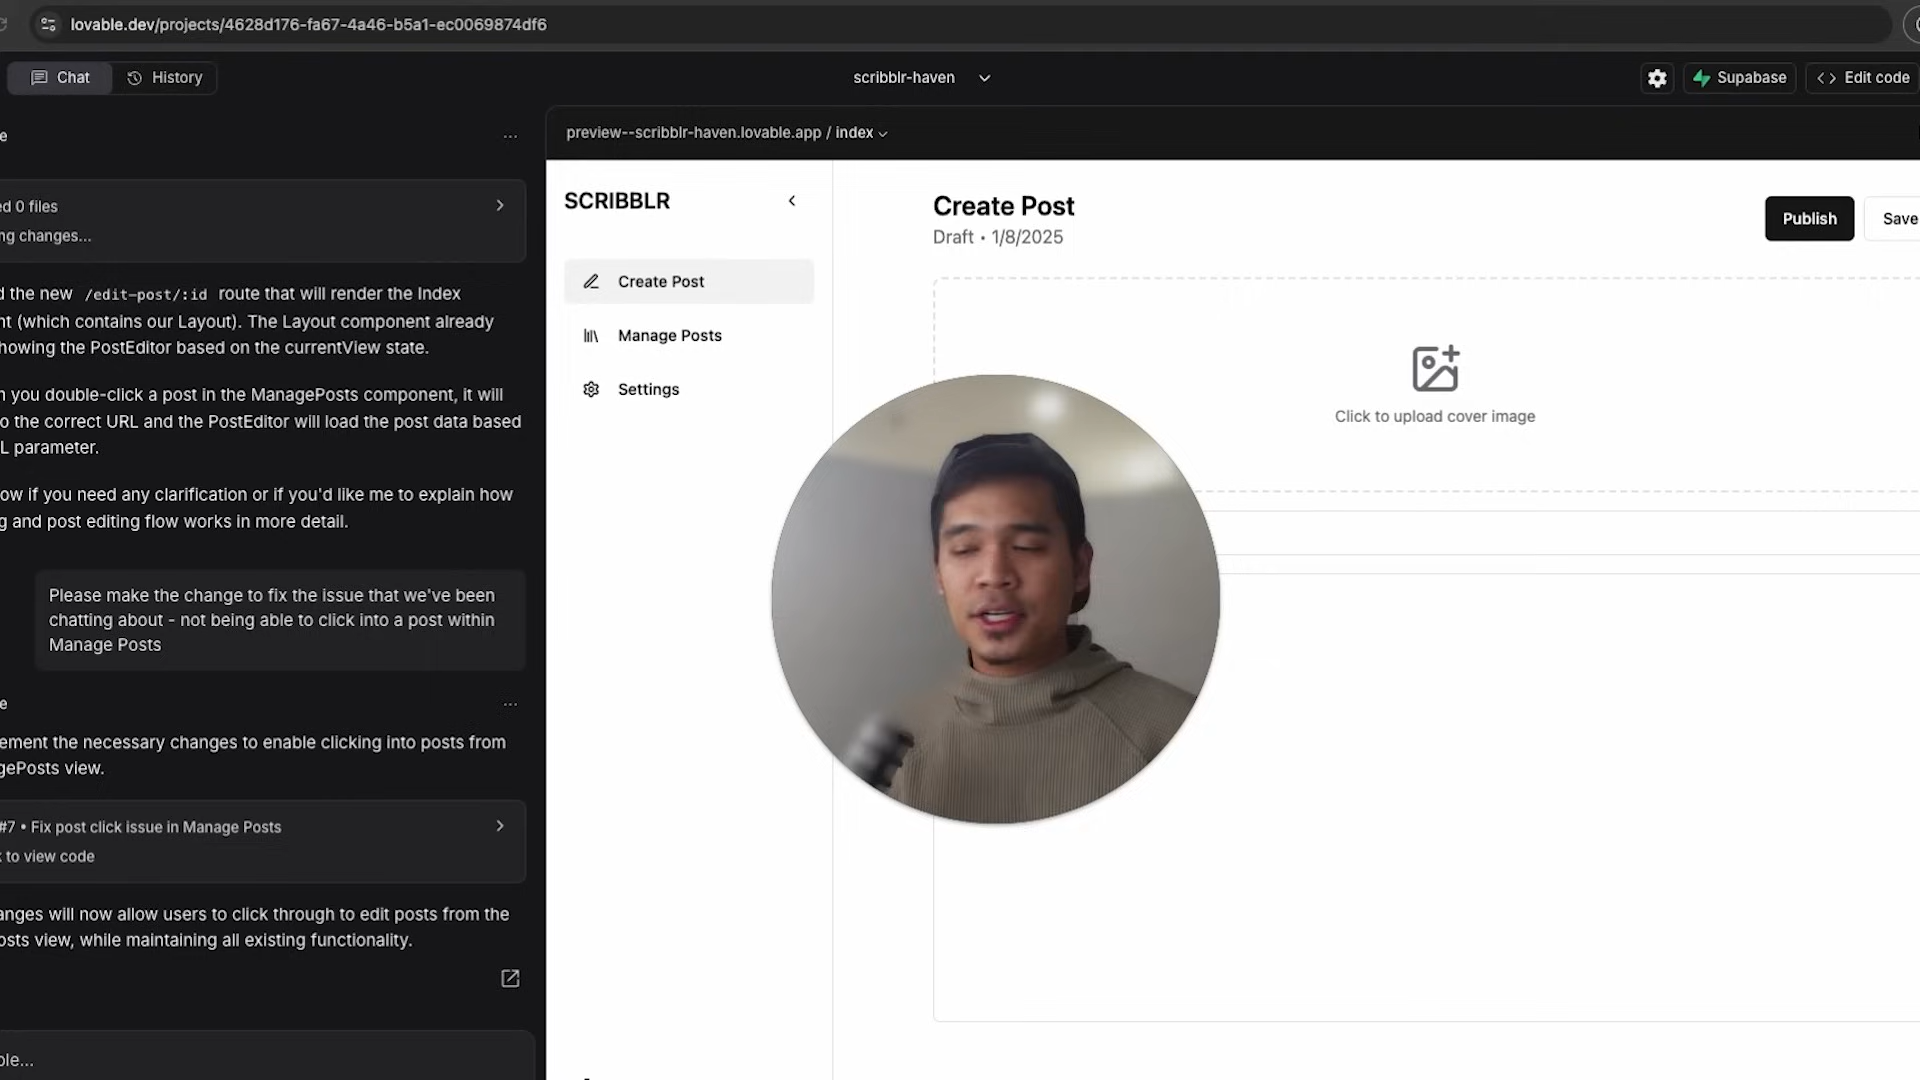 lovable.dev/projects/4628d176-fa67-4a46-b5a1-ec0069874df6
Chat
History
scribblr-haven
Supabase
Edit code
ed 0 files
ng changes...
d the new /edit-post/:id route that will render the Index
nt (which contains our Layout). The Layout component already
howing the PostEditor based on the currentView state.
n you double-click a post in the ManagePosts component, it will
o the correct URL and the PostEditor will load the post data based
L parameter.
ow if you need any clarification or if you'd like me to explain how
g and post editing flow works in more detail.
Please make the change to fix the issue that we've been
chatting about - not being able to click into a post within
Manage Posts
ement the necessary changes to enable clicking into posts from
gePosts view.
#7 • Fix post click issue in Manage Posts
to view code
anges will now allow users to click through to edit posts from the
osts view, while maintaining all existing functionality.
ble...
preview--scribblr-haven.lovable.app / index
SCRIBBLR
Create Post
Manage Posts
Settings
Create Post
Draft • 1/8/2025
Publish
Save
Click to upload cover image